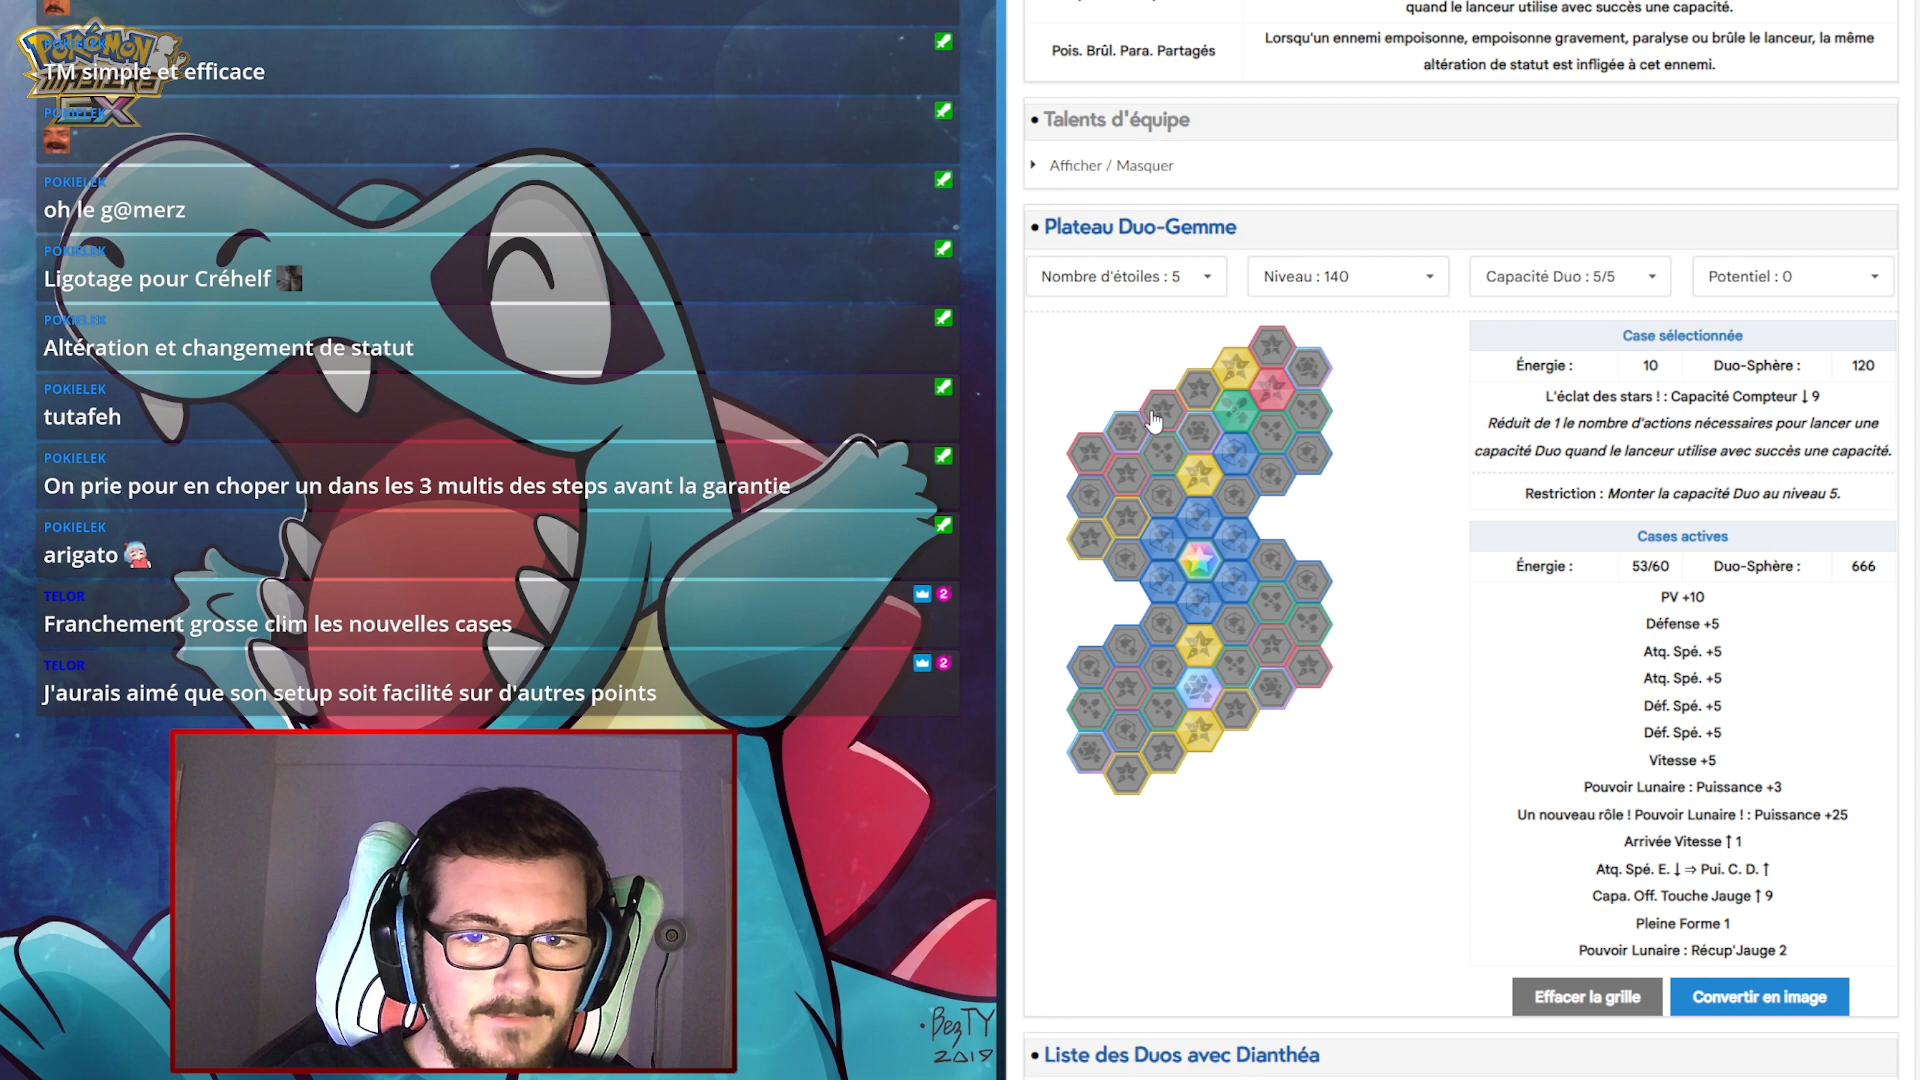 POKÉMON
MASTERS
EX
POKIELEK
TM simple et efficace
POKIELEK
POKIELEK
oh le g@merz
POKIELEK
Ligotage pour Créhelf
POKIELEK
Altération et changement de statut
POKIELEK
tutafeh
POKIELEK
On prie pour en choper un dans les 3 multis des steps avant la garantie
POKIELEK
arigato
TELOR
2
Franchement grosse clim les nouvelles cases
TELOR
2
J'aurais aimé que son setup soit facilité sur d'autres points
BezTY
2019
quand le lanceur utilise avec succès une capacité.
Pois. Brûl. Para. Partagés
Lorsqu'un ennemi empoisonne, empoisonne gravement, paralyse ou brûle le lanceur, la même
altération de statut est infligée à cet ennemi.
• Talents d'équipe
Afficher / Masquer
• Plateau Duo-Gemme
Nombre d'étoiles : 5
Niveau : 140
Capacité Duo : 5/5
Potentiel : 0
Case sélectionnée
Énergie : 10 Duo-Sphère : 120
L'éclat des stars ! : Capacité Compteur ↓ 9
Réduit de 1 le nombre d'actions nécessaires pour lancer une
capacité Duo quand le lanceur utilise avec succès une capacité.
Restriction : Monter la capacité Duo au niveau 5.
Cases actives
Énergie : 53/60 Duo-Sphère : 666
PV +10
Défense +5
Atq. Spé. +5
Atq. Spé. +5
Déf. Spé. +5
Déf. Spé. +5
Vitesse +5
Pouvoir Lunaire : Puissance +3
Un nouveau rôle ! Pouvoir Lunaire ! : Puissance +25
Arrivée Vitesse ↑ 1
Atq. Spé. E. ↓ ⇒ Pui. C. D. ↑
Capa. Off. Touche Jauge ↑ 9
Pleine Forme 1
Pouvoir Lunaire : Récup'Jauge 2
Effacer la grille
Convertir en image
• Liste des Duos avec Dianthéa